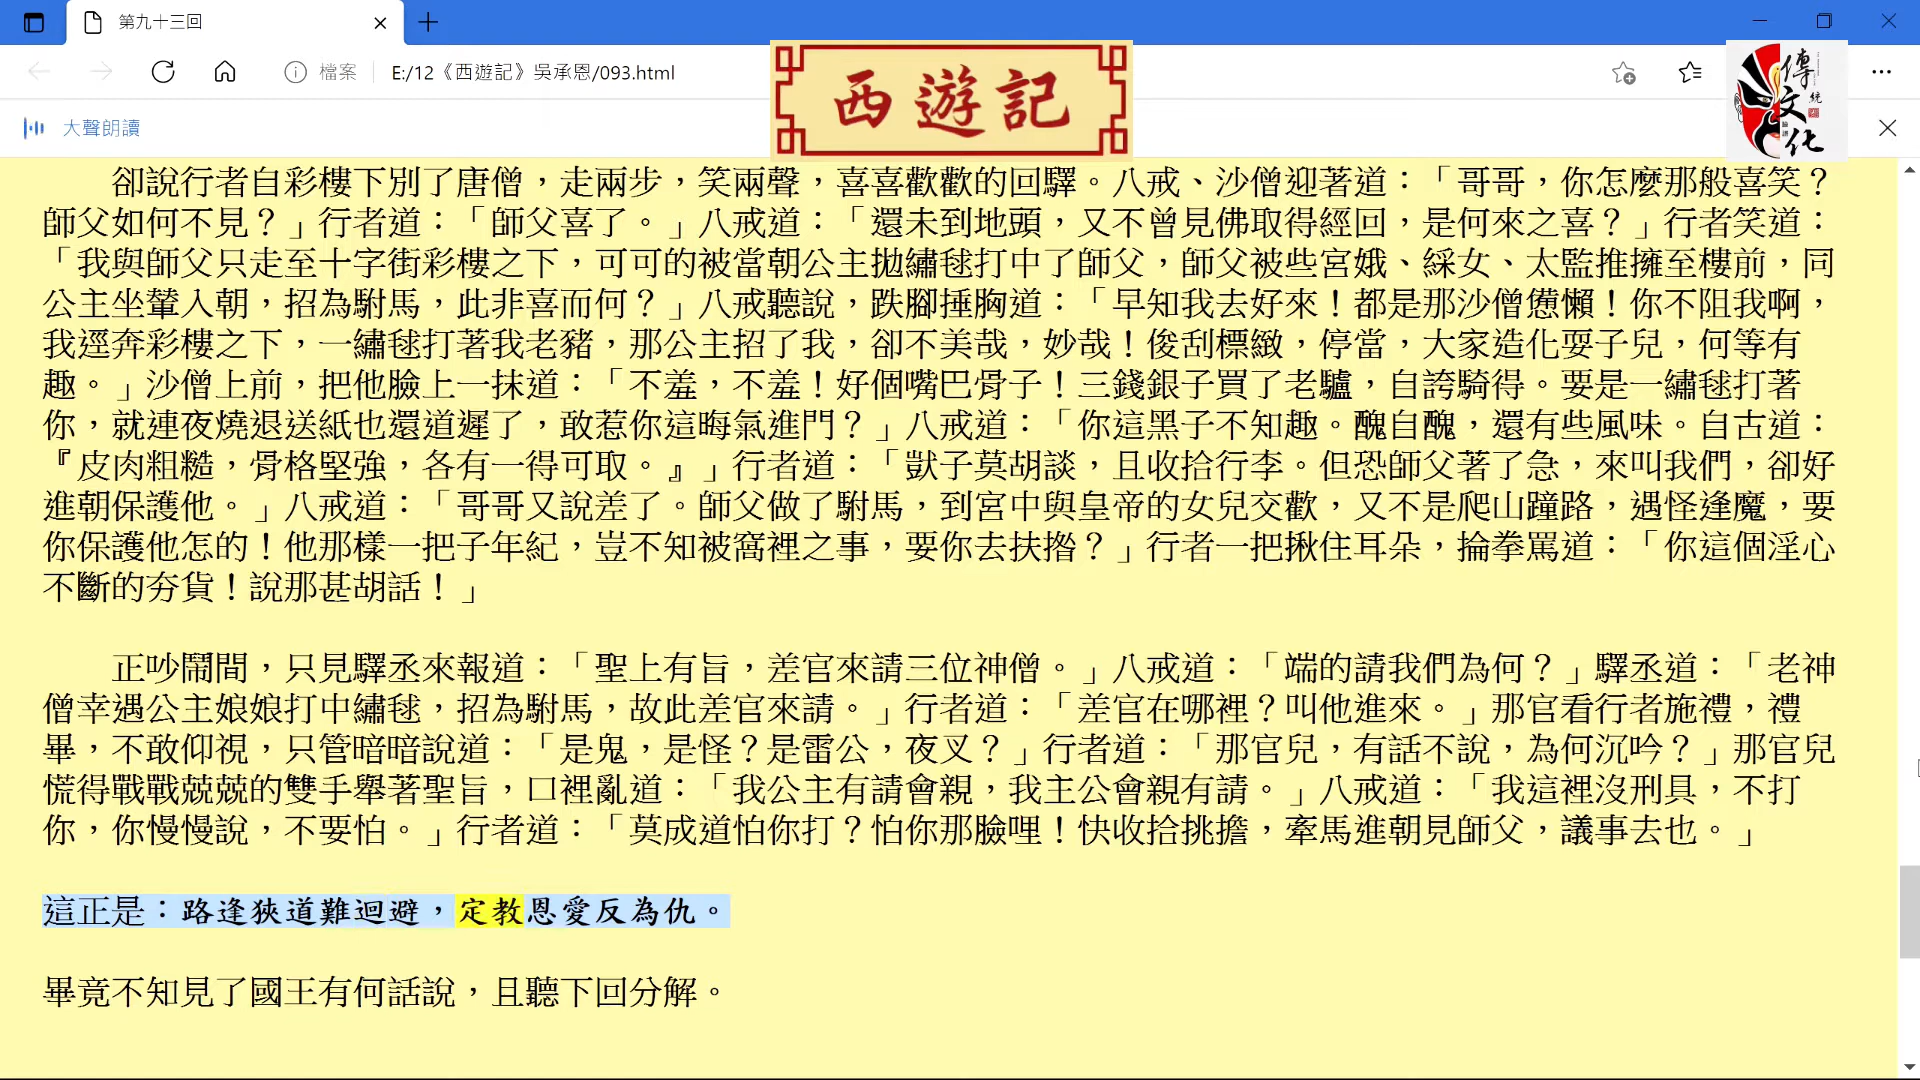 第九十三回
檔案
E:/12《西遊記》吳承恩/093.html
西遊記
傳統文化
大聲朗讀
卻說行者自彩樓下別了唐僧，走兩步，笑兩聲，喜喜歡歡的回驛。八戒、沙僧迎著道：「哥哥，你怎麼那般喜笑？
師父如何不見？」行者道：「師父喜了。」八戒道：「還未到地頭，又不曾見佛取得經回，是何來之喜？」行者笑道：
「我與師父只走至十字街彩樓之下，可可的被當朝公主拋繡毬打中了師父，師父被些宮娥、綵女、太監推擁至樓前，同
公主坐輦入朝，招為駙馬，此非喜而何？」八戒聽說，跌腳捶胸道：「早知我去好來！都是那沙僧憊懶！你不阻我啊，
我逕奔彩樓之下，一繡毬打著我老豬，那公主招了我，卻不美哉，妙哉！俊刮標緻，停當，大家造化耍子兒，何等有
趣。」沙僧上前，把他臉上一抹道：「不羞，不羞！好個嘴巴骨子！三錢銀子買了老驢，自誇騎得。要是一繡毬打著
你，就連夜燒退送紙也還道遲了，敢惹你這晦氣進門？」八戒道：「你這黑子不知趣。醜自醜，還有些風味。自古道：
『皮肉粗糙，骨格堅強，各有一得可取。』」行者道：「獃子莫胡談，且收拾行李。但恐師父著了急，來叫我們，卻好
進朝保護他。」八戒道：「哥哥又說差了。師父做了駙馬，到宮中與皇帝的女兒交歡，又不是爬山蹱路，遇怪逢魔，要
你保護他怎的！他那樣一把子年紀，豈不知被窩裡之事，要你去扶揝？」行者一把揪住耳朵，掄拳罵道：「你這個淫心
不斷的夯貨！說那甚胡話！」
正吵鬧間，只見驛丞來報道：「聖上有旨，差官來請三位神僧。」八戒道：「端的請我們為何？」驛丞道：「老神
僧幸遇公主娘娘打中繡毬，招為駙馬，故此差官來請。」行者道：「差官在哪裡？叫他進來。」那官看行者施禮，禮
畢，不敢仰視，只管暗暗說道：「是鬼，是怪？是雷公，夜叉？」行者道：「那官兒，有話不說，為何沉吟？」那官兒
慌得戰戰兢兢的雙手舉著聖旨，口裡亂道：「我公主有請會親，我主公會親有請。」八戒道：「我這裡沒刑具，不打
你，你慢慢說，不要怕。」行者道：「莫成道怕你打？怕你那臉哩！快收拾挑擔，牽馬進朝見師父，議事去也。」
這正是：路逢狹道難迴避，定教恩愛反為仇。
畢竟不知見了國王有何話說，且聽下回分解。